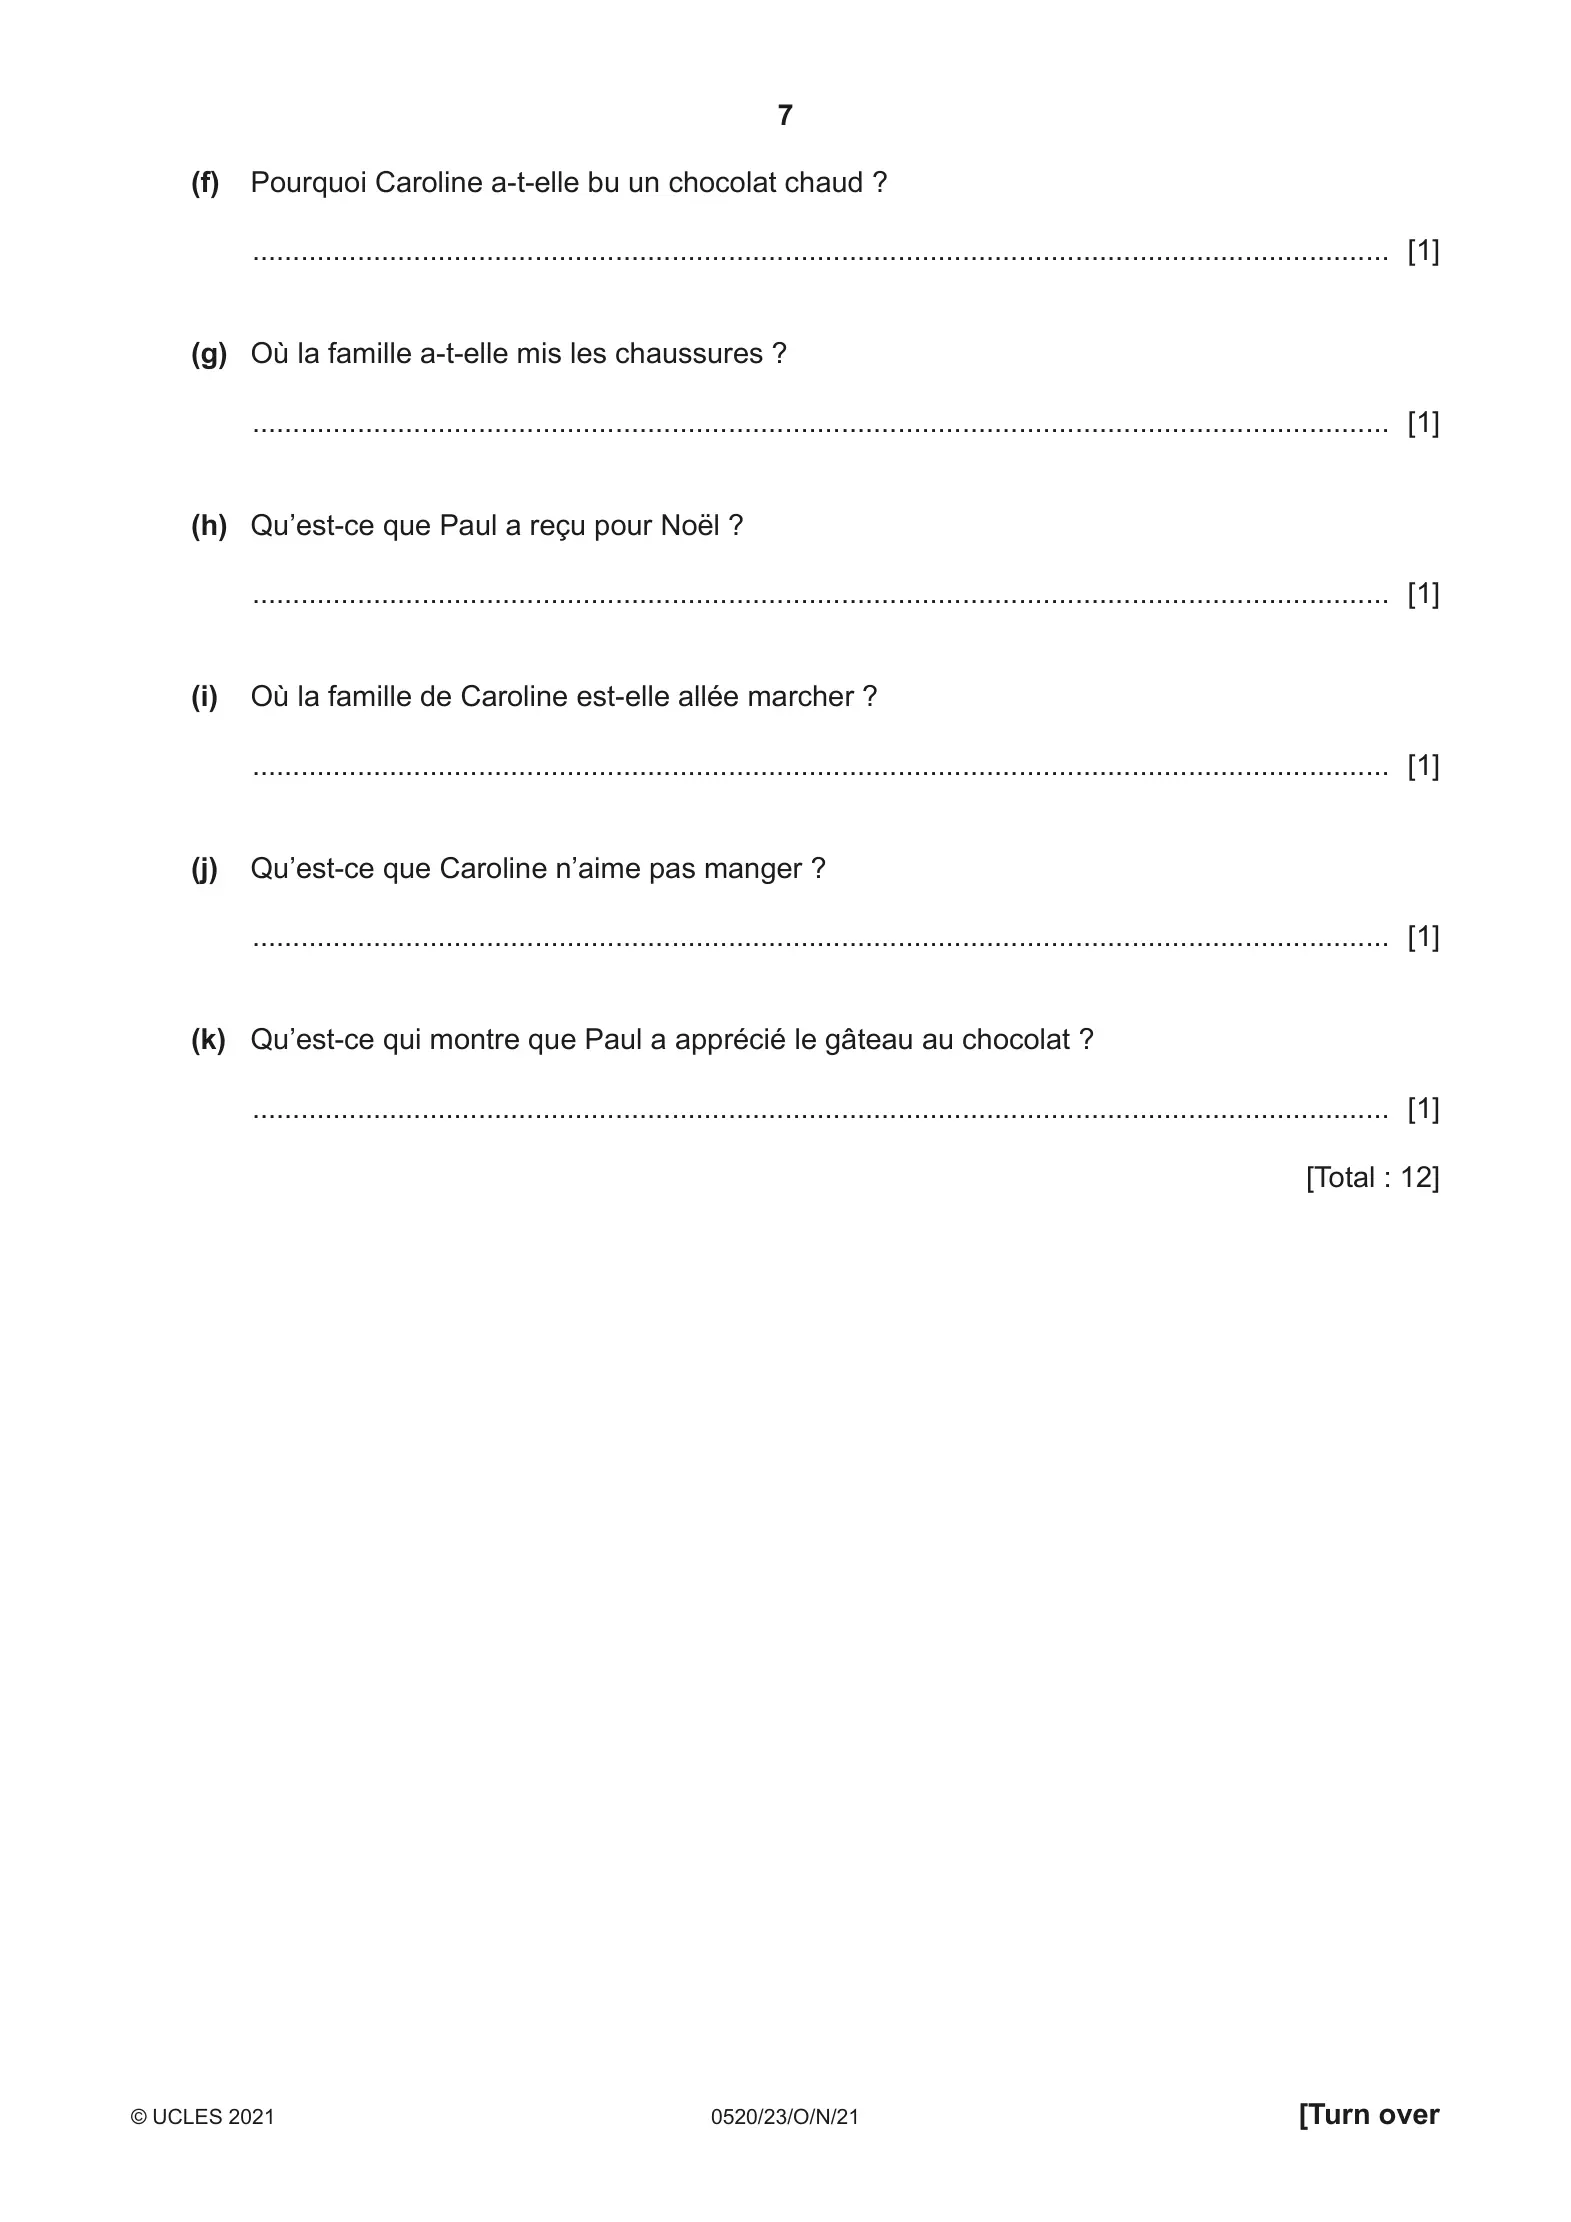 7
(f) Pourquoi Caroline a-t-elle bu un chocolat chaud ?
.......................................................................................................................................... [1]
(g) Où la famille a-t-elle mis les chaussures ?
.......................................................................................................................................... [1]
(h) Qu’est-ce que Paul a reçu pour Noël ?
.......................................................................................................................................... [1]
(i) Où la famille de Caroline est-elle allée marcher ?
.......................................................................................................................................... [1]
(j) Qu’est-ce que Caroline n’aime pas manger ?
.......................................................................................................................................... [1]
(k) Qu’est-ce qui montre que Paul a apprécié le gâteau au chocolat ?
.......................................................................................................................................... [1]
[Total : 12]
© UCLES 2021 0520/23/O/N/21 [Turn over